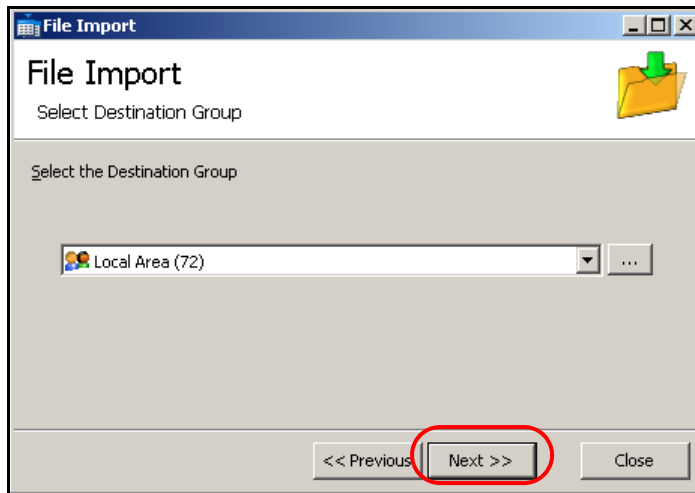 File Import
File Import
Select Destination Group
Select the Destination Group
Local Area (72)
...
<< Previous
Next >>
Close